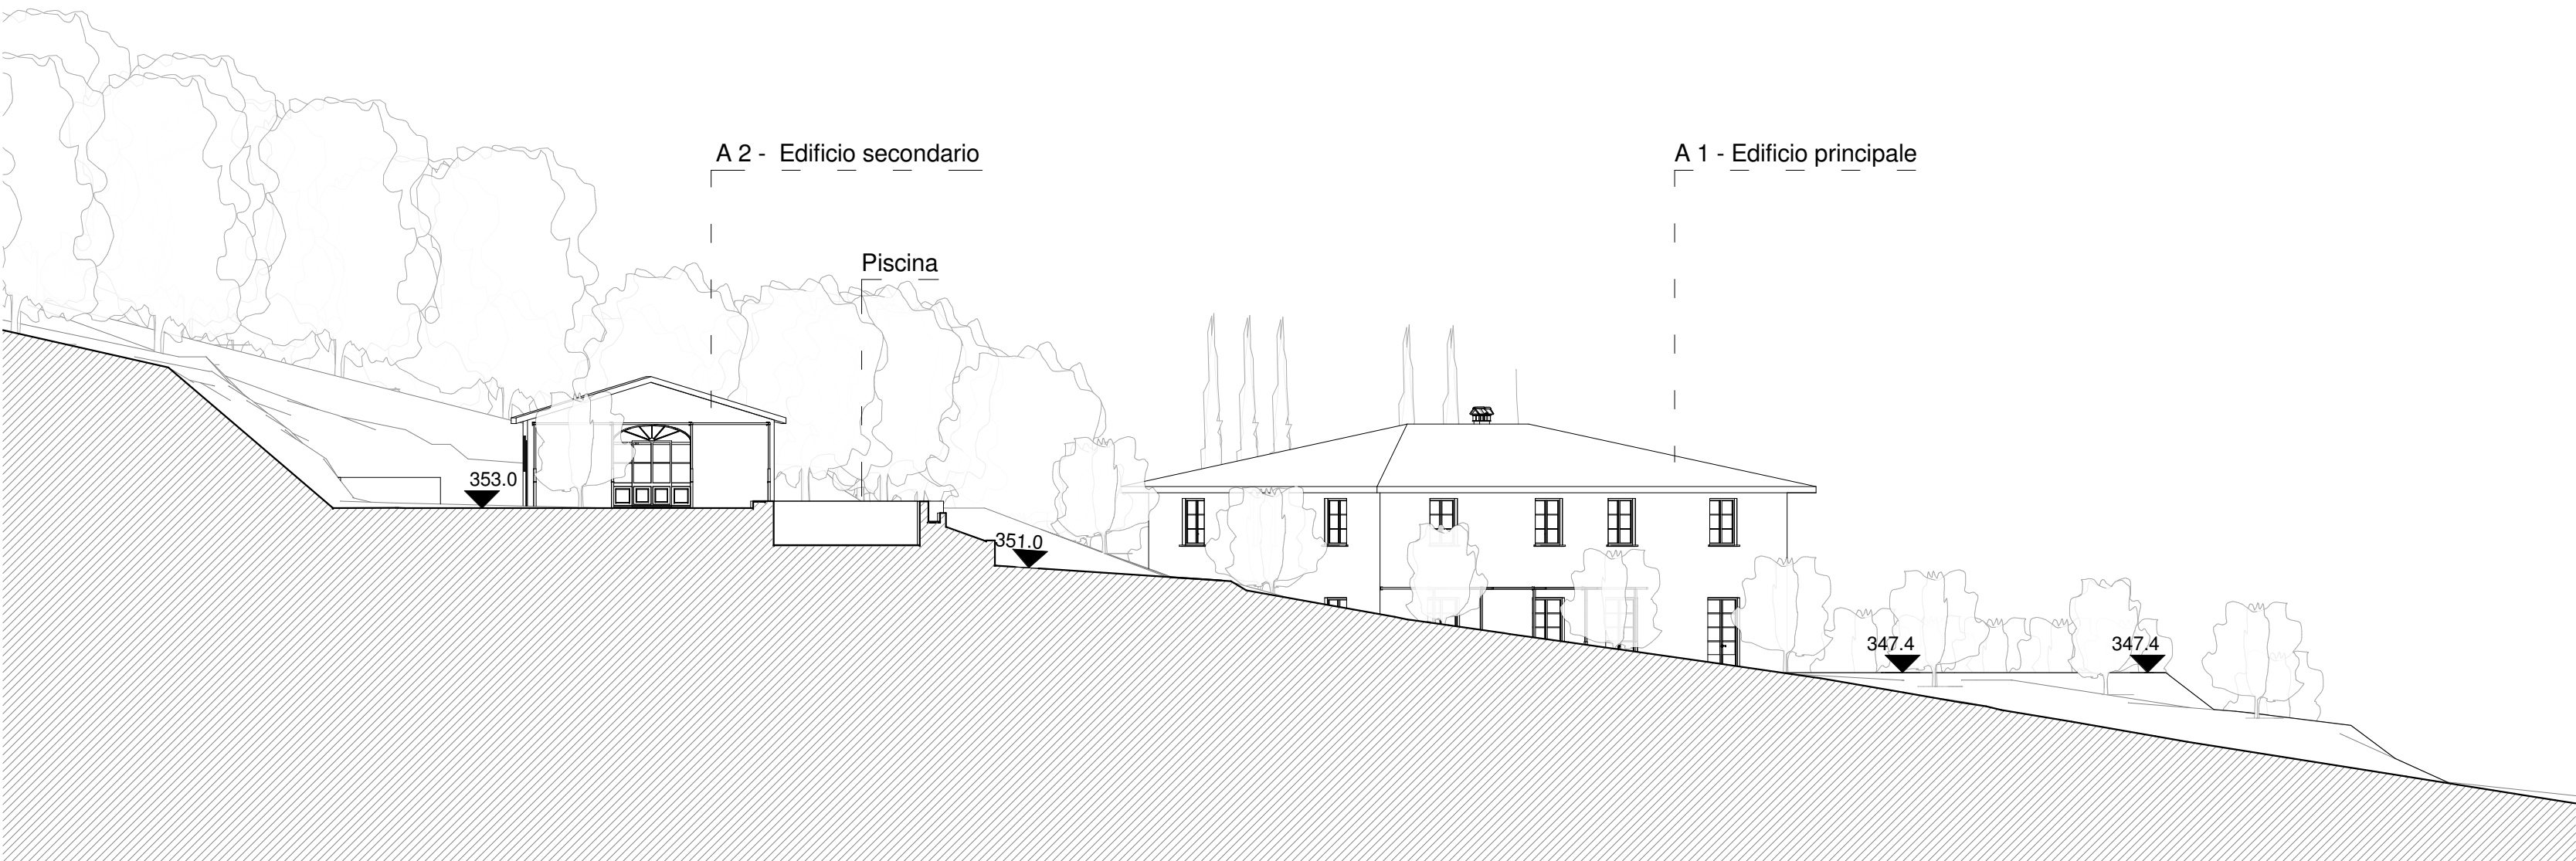 A 2 - Edificio secondario
A 1 - Edificio principale
Piscina
353.0
351.0
347.4
347.4